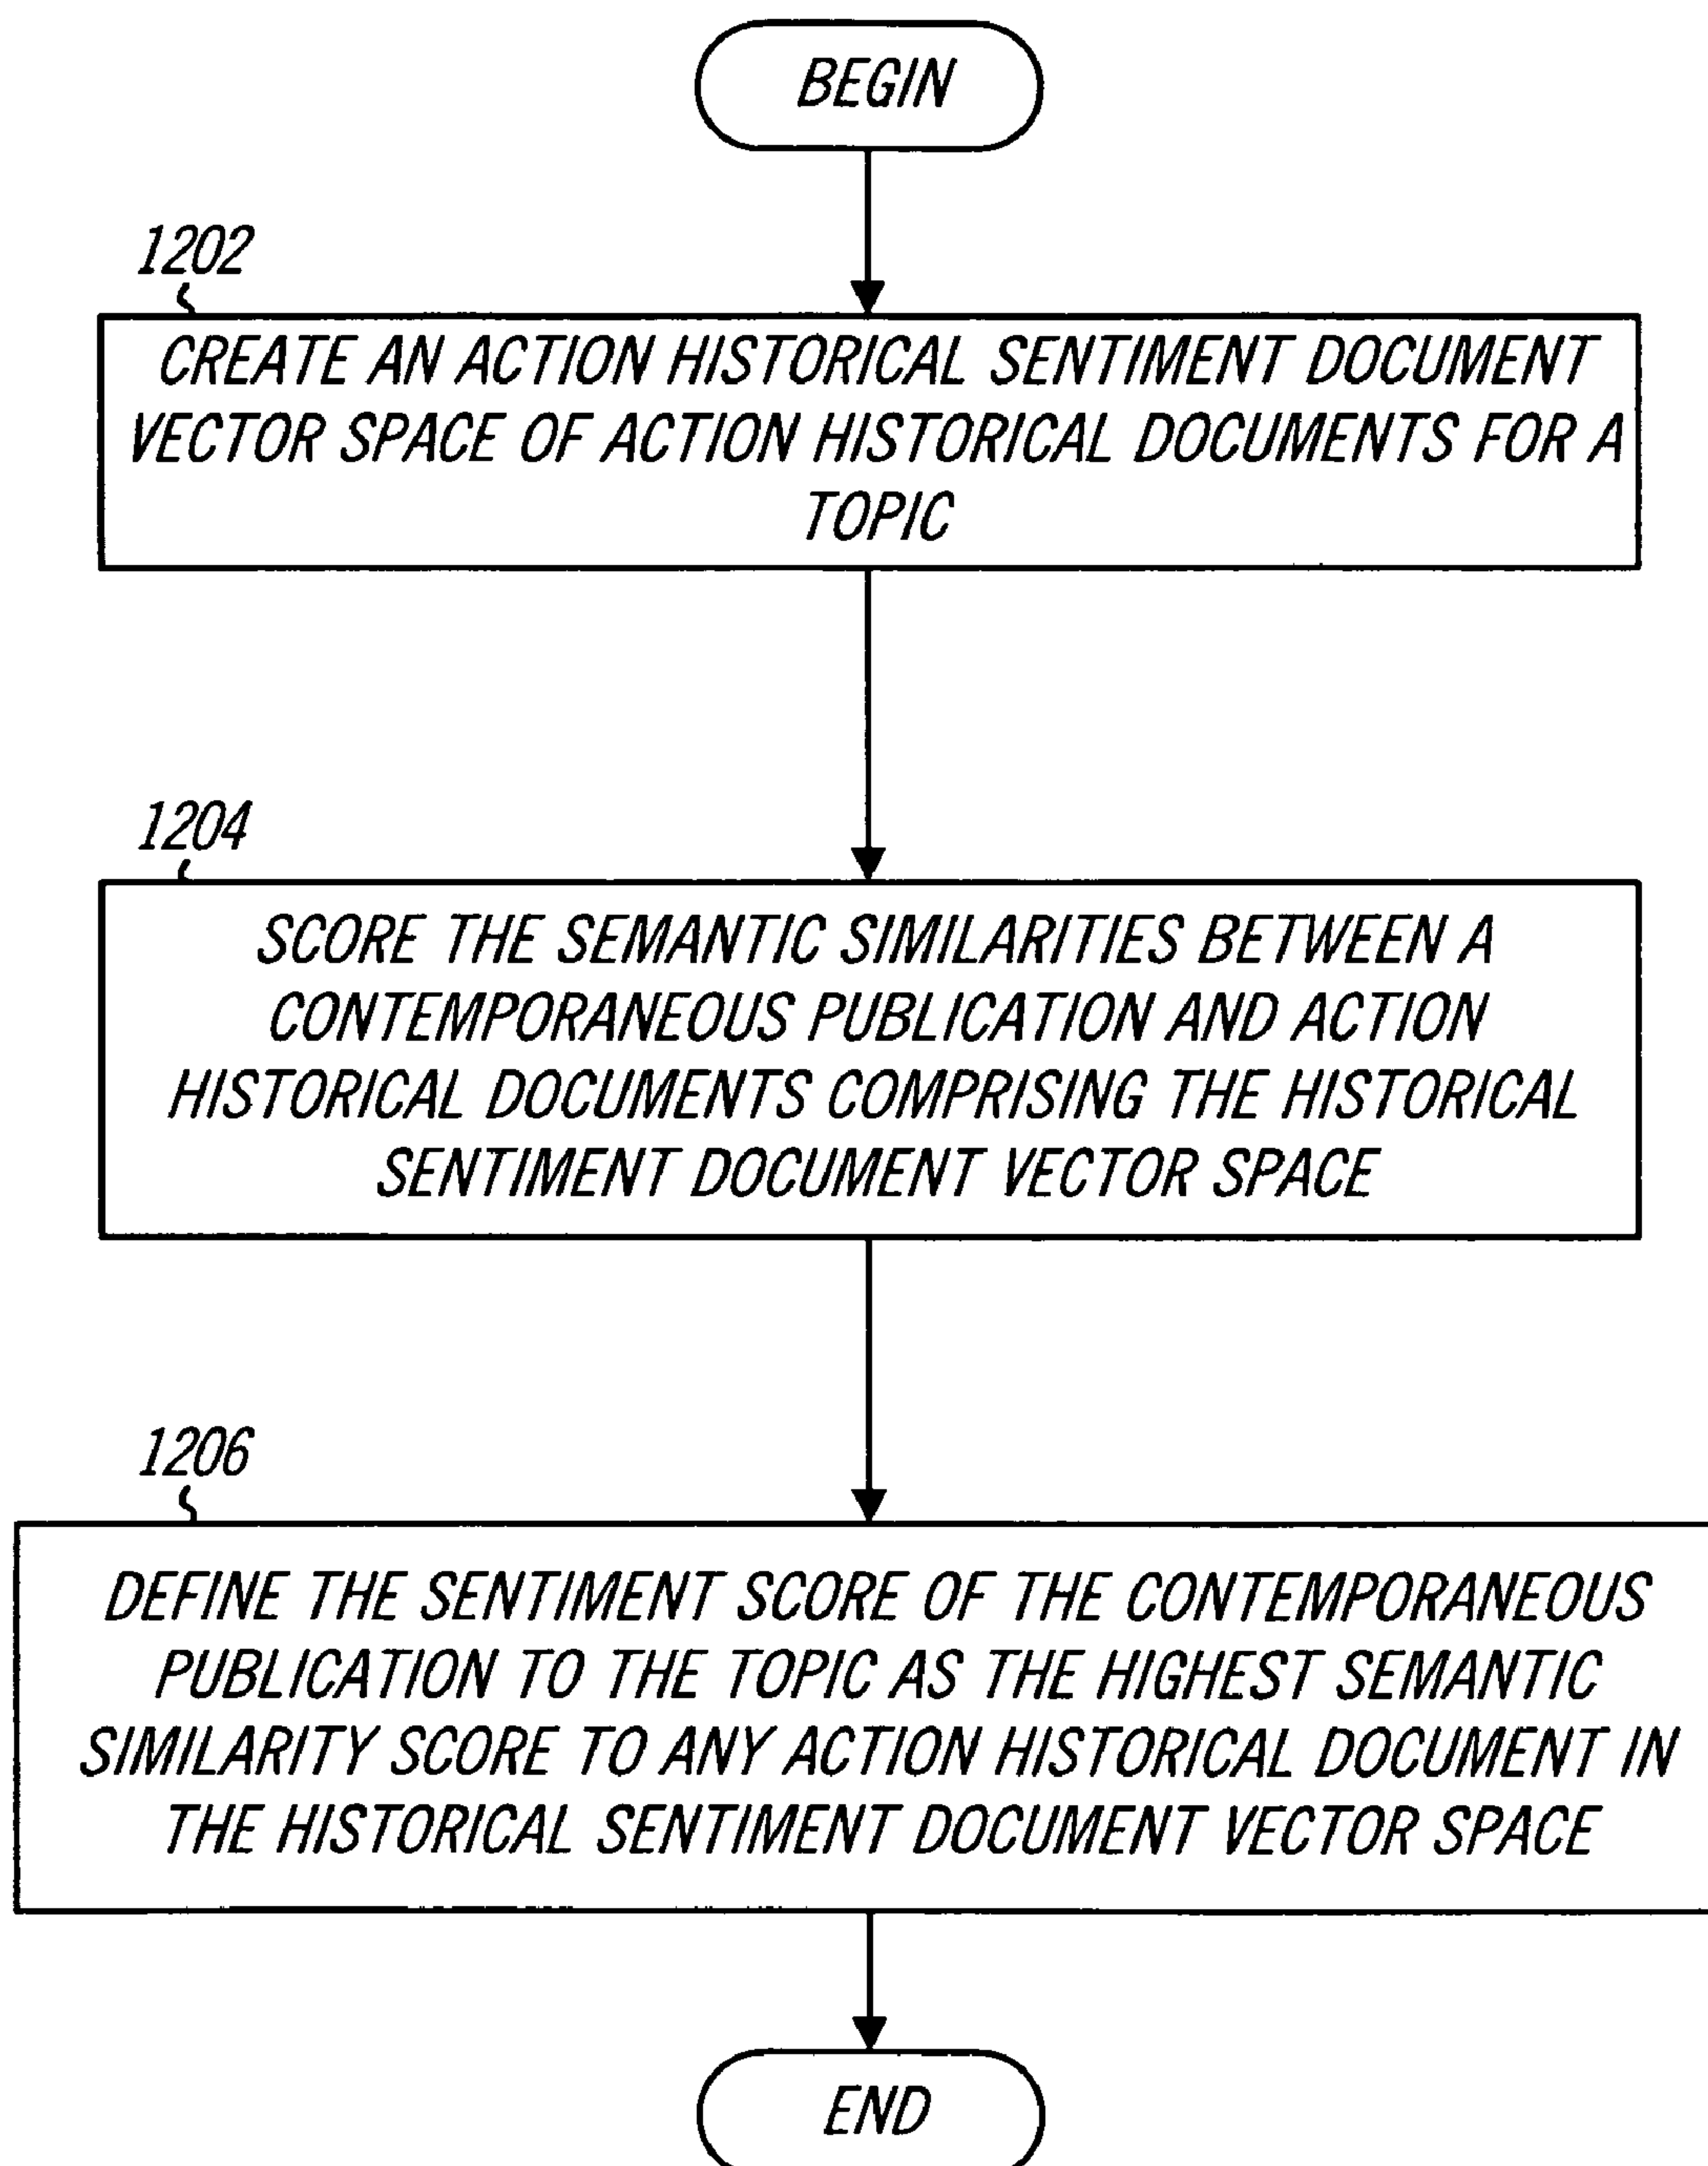 BEGIN
1202
CREATE AN ACTION HISTORICAL SENTIMENT DOCUMENT
VECTOR SPACE OF ACTION HISTORICAL DOCUMENTS FOR A
TOPIC
1204
SCORE THE SEMANTIC SIMILARITIES BETWEEN A
CONTEMPORANEOUS PUBLICATION AND ACTION
HISTORICAL DOCUMENTS COMPRISING THE HISTORICAL
SENTIMENT DOCUMENT VECTOR SPACE
1206
DEFINE THE SENTIMENT SCORE OF THE CONTEMPORANEOUS
PUBLICATION TO THE TOPIC AS THE HIGHEST SEMANTIC
SIMILARITY SCORE TO ANY ACTION HISTORICAL DOCUMENT IN
THE HISTORICAL SENTIMENT DOCUMENT VECTOR SPACE
END